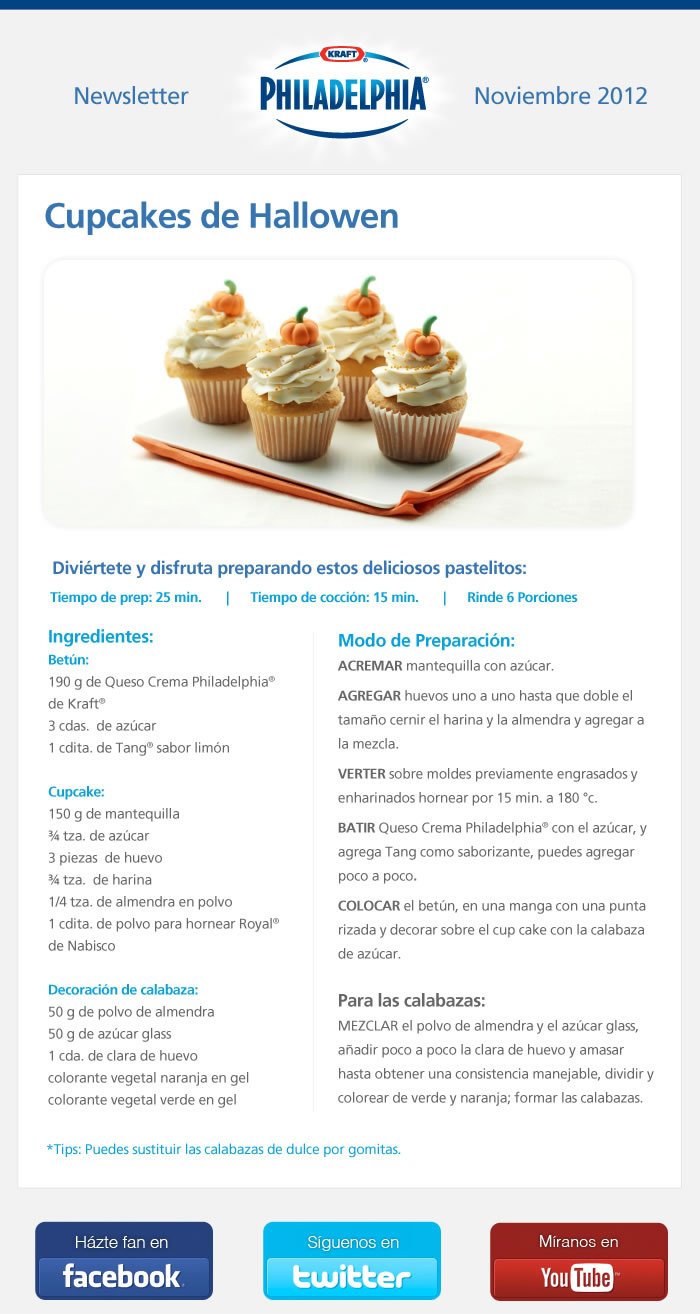 Newsletter
KRAFT®
PHILADELPHIA®
Noviembre 2012
Cupcakes de Hallowen
Diviértete y disfruta preparando estos deliciosos pastelitos:
Tiempo de prep: 25 min. | Tiempo de cocción: 15 min. | Rinde 6 Porciones
Ingredientes:
Betún:
190 g de Queso Crema Philadelphia®
de Kraft®
3 cdas. de azúcar
1 cdita. de Tang® sabor limón
Cupcake:
150 g de mantequilla
¾ tza. de azúcar
3 piezas de huevo
¾ tza. de harina
1/4 tza. de almendra en polvo
1 cdita. de polvo para hornear Royal®
de Nabisco
Decoración de calabaza:
50 g de polvo de almendra
50 g de azúcar glass
1 cda. de clara de huevo
colorante vegetal naranja en gel
colorante vegetal verde en gel
Modo de Preparación:
ACREMAR mantequilla con azúcar.
AGREGAR huevos uno a uno hasta que doble el
tamaño cernir el harina y la almendra y agregar a
la mezcla.
VERTER sobre moldes previamente engrasados y
enharinados hornear por 15 min. a 180 °c.
BATIR Queso Crema Philadelphia® con el azúcar, y
agrega Tang como saborizante, puedes agregar
poco a poco.
COLOCAR el betún, en una manga con una punta
rizada y decorar sobre el cup cake con la calabaza
de azúcar.
Para las calabazas:
MEZCLAR el polvo de almendra y el azúcar glass,
añadir poco a poco la clara de huevo y amasar
hasta obtener una consistencia manejable, dividir y
colorear de verde y naranja; formar las calabazas.
*Tips: Puedes sustituir las calabazas de dulce por gomitas.
Házte fan en
facebook
Síguenos en
twitter
Míranos en
YouTube™